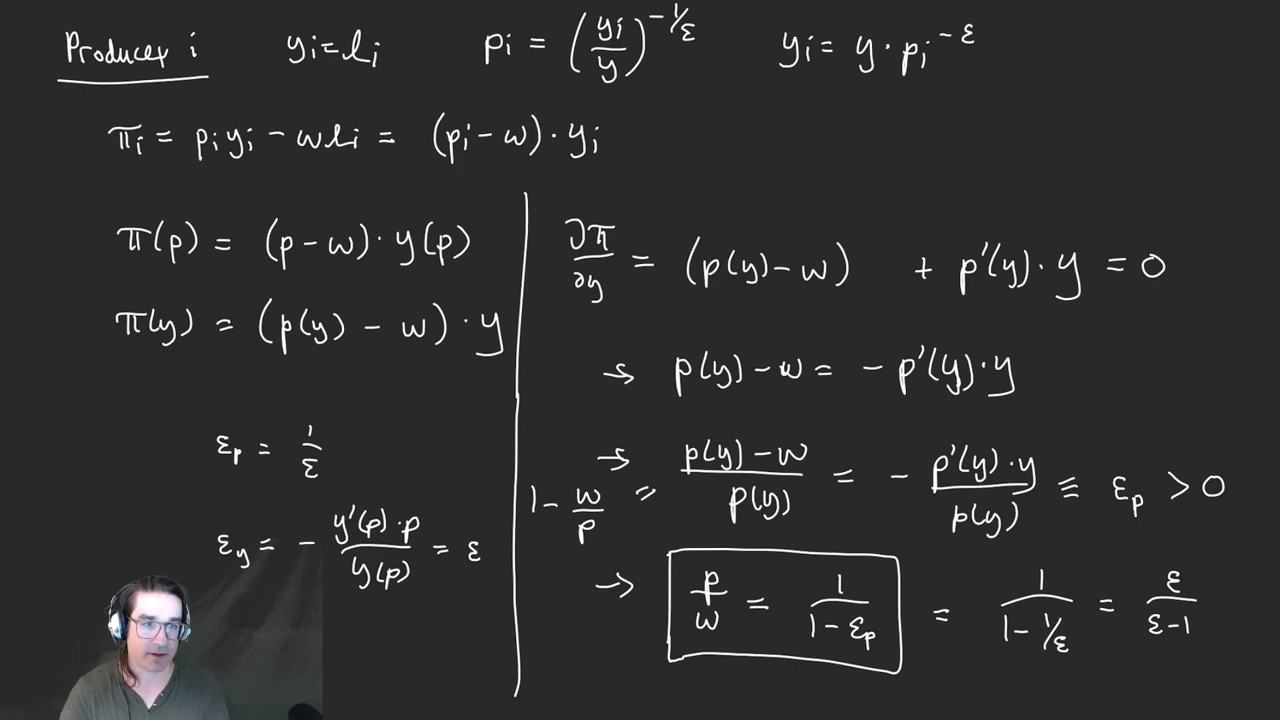 Producer i yi = li pi = (yi/y)^(-1/ε) yi = y · pi^(-ε)
πi = pi yi - w li = (pi - w) · yi
π(p) = (p - w) · y(p)
π(y) = (p(y) - w) · y
εp = 1/ε
εy = - y'(p) · p / y(p) = ε
∂π/∂y = (p(y) - w) + p'(y) · y = 0
→ p(y) - w = - p'(y) · y
→ 1 - w/p = (p(y) - w)/p(y) = - p'(y) · y / p(y) ≡ εp > 0
→ p/w = 1/(1 - εp) = 1/(1 - 1/ε) = ε/(ε - 1)